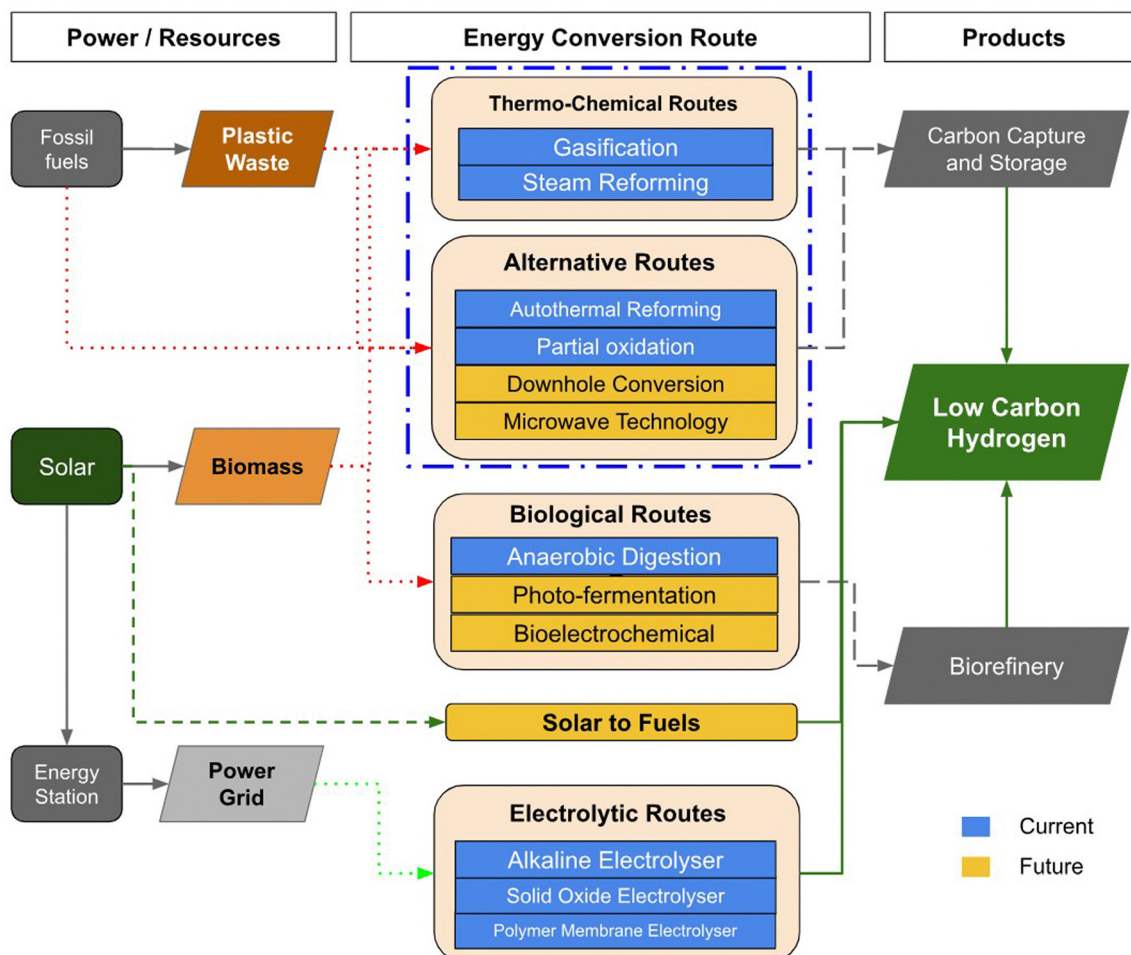 Power / Resources
Energy Conversion Route
Products
Fossil
fuels
Plastic
Waste
Thermo-Chemical Routes
Gasification
Steam Reforming
Carbon Capture
and Storage
Alternative Routes
Autothermal Reforming
Partial oxidation
Downhole Conversion
Microwave Technology
Low Carbon
Hydrogen
Solar
Biomass
Biological Routes
Anaerobic Digestion
Photo-fermentation
Bioelectrochemical
Biorefinery
Solar to Fuels
Energy
Station
Power
Grid
Electrolytic Routes
Alkaline Electrolyser
Solid Oxide Electrolyser
Polymer Membrane Electrolyser
Current
Future